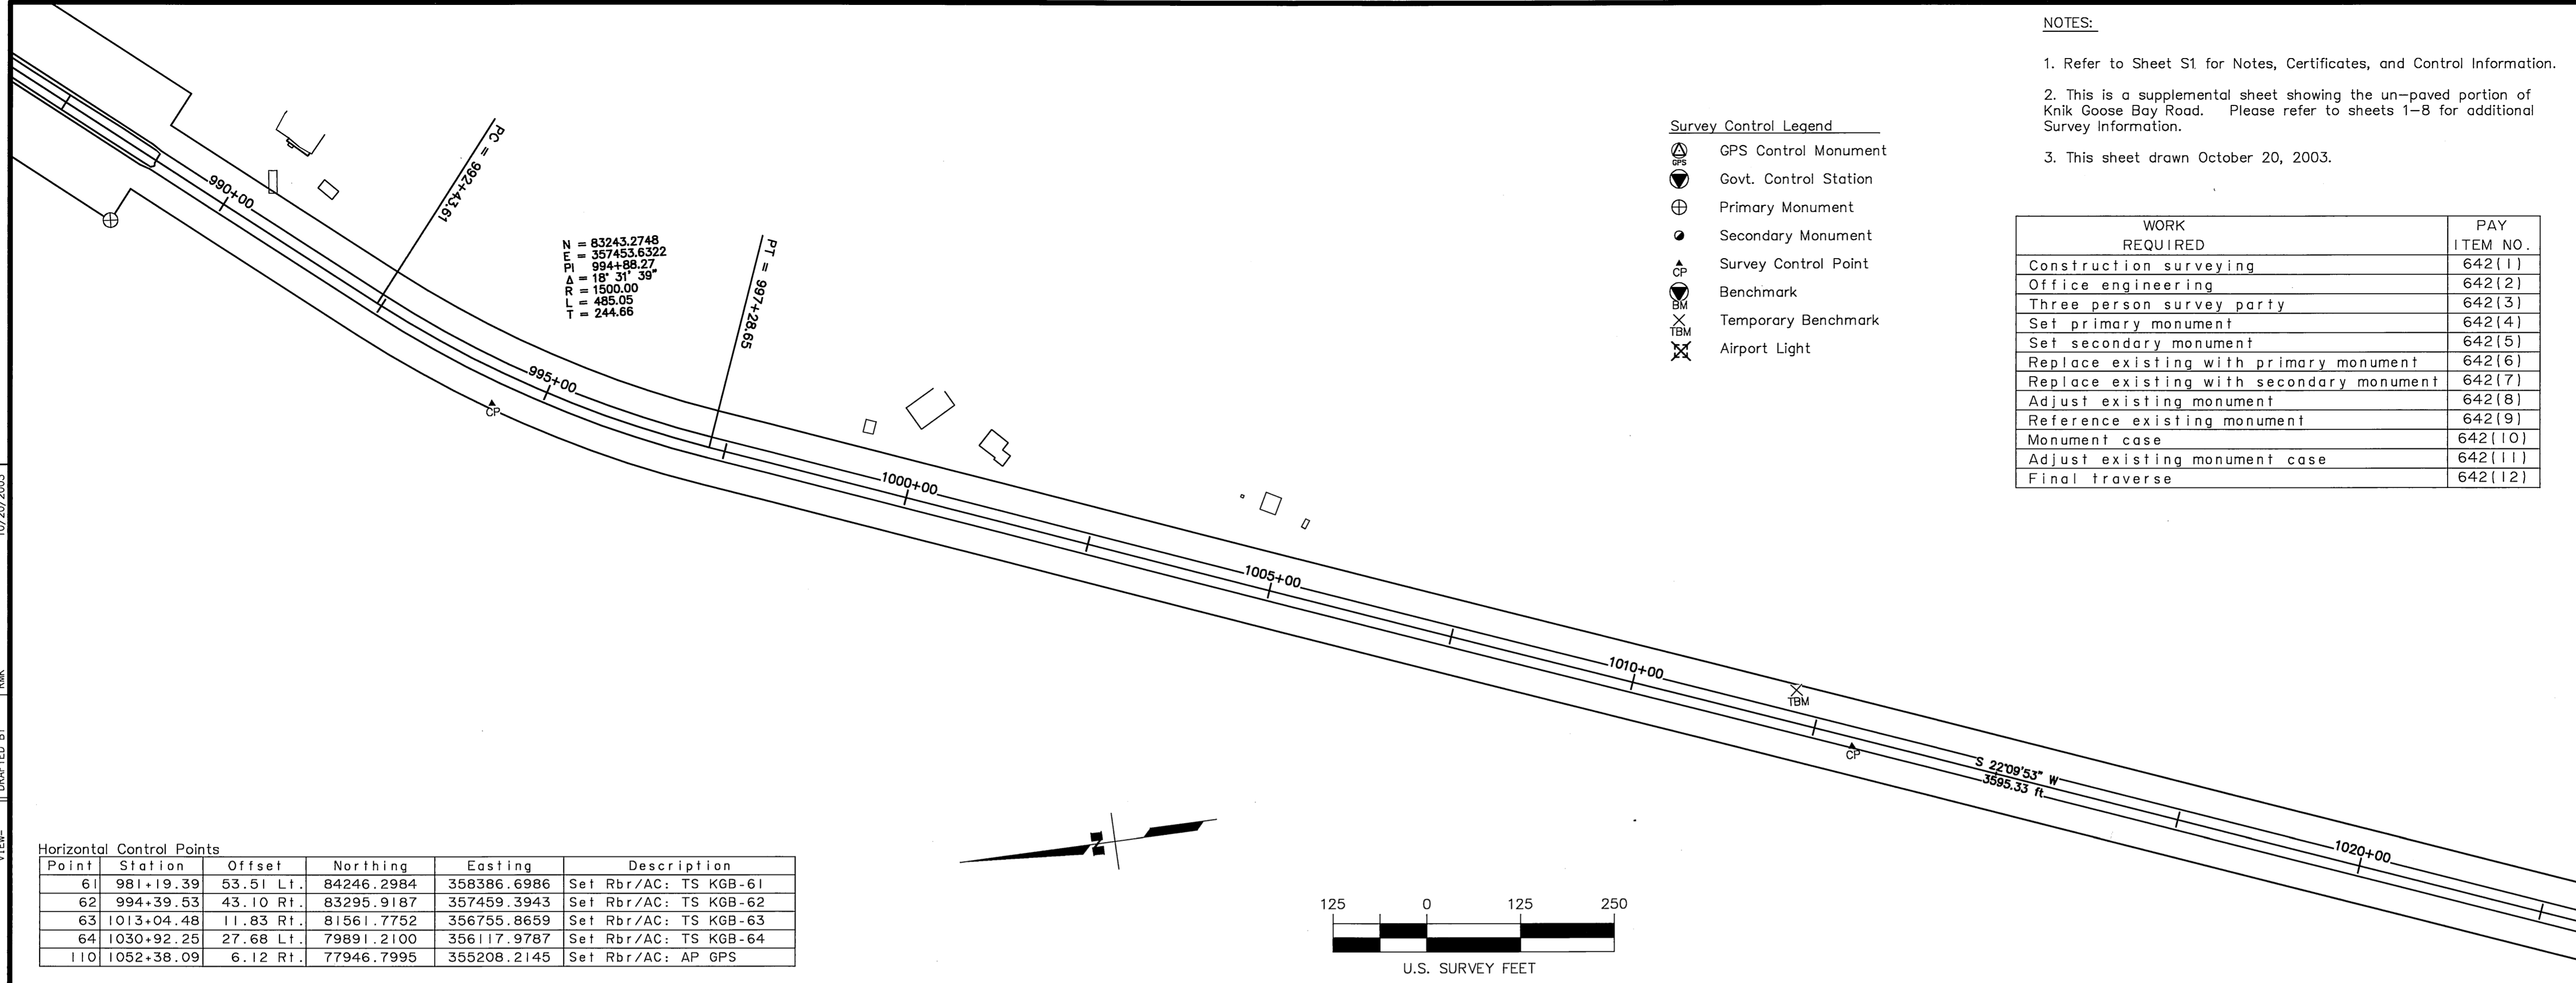 NOTES:
1. Refer to Sheet S1 for Notes, Certificates, and Control Information.
2. This is a supplemental sheet showing the un-paved portion of
Knik Goose Bay Road. Please refer to sheets 1-8 for additional
Survey Information.
3. This sheet drawn October 20, 2003.
Survey Control Legend
GPS GPS Control Monument
Govt. Control Station
Primary Monument
Secondary Monument
CP Survey Control Point
BM Benchmark
TBM Temporary Benchmark
Airport Light
WORK REQUIRED PAY ITEM NO.
Construction surveying 642(1)
Office engineering 642(2)
Three person survey party 642(3)
Set primary monument 642(4)
Set secondary monument 642(5)
Replace existing with primary monument 642(6)
Replace existing with secondary monument 642(7)
Adjust existing monument 642(8)
Reference existing monument 642(9)
Monument case 642(10)
Adjust existing monument case 642(11)
Final traverse 642(12)
990+00
PC = 992+43.61
N = 83243.2748
E = 357453.6322
PI 994+88.27
Δ = 18° 31' 39"
R = 1500.00
L = 485.05
T = 244.66
PT = 997+28.65
995+00
CP
1000+00
1005+00
1010+00
TBM
CP
S 22°09'53" W
3595.33 ft.
1020+00
N
125 0 125 250
U.S. SURVEY FEET
Horizontal Control Points
Point Station Offset Northing Easting Description
61 981+19.39 53.51 Lt. 84246.2984 358386.6986 Set Rbr/AC: TS KGB-61
62 994+39.53 43.10 Rt. 83295.9187 357459.3943 Set Rbr/AC: TS KGB-62
63 1013+04.48 11.83 Rt. 81561.7752 356755.8659 Set Rbr/AC: TS KGB-63
64 1030+92.25 27.68 Lt. 79891.2100 356117.9787 Set Rbr/AC: TS KGB-64
110 1052+38.09 6.12 Rt. 77946.7995 355208.2145 Set Rbr/AC: AP GPS
10/20/2003
KMK
DRAFTED BY
VIEW=